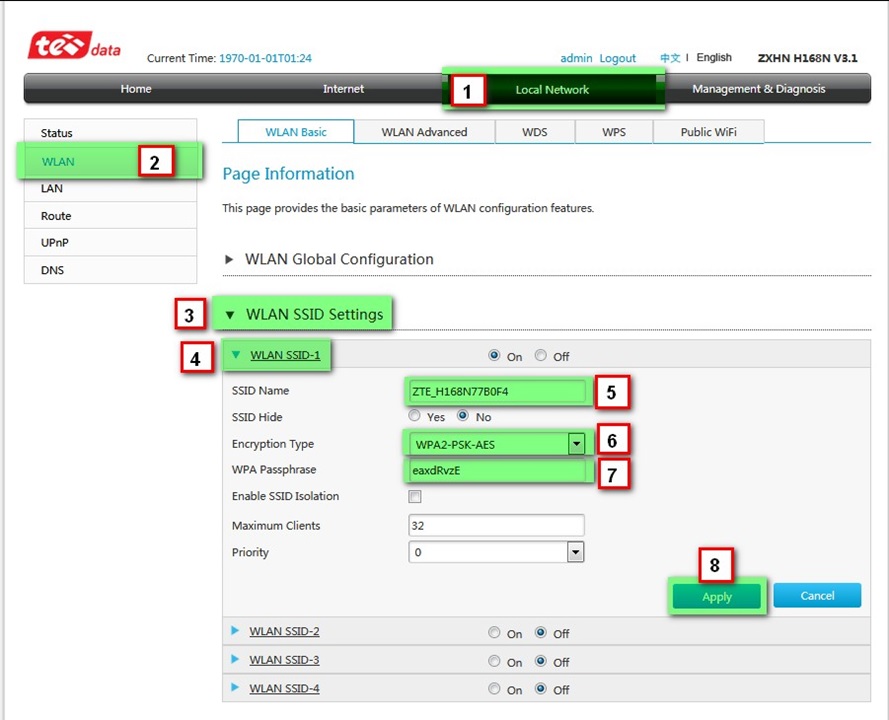 te data
Current Time: 1970-01-01T01:24
admin Logout 中文 | English ZXHN H168N V3.1
Home Internet 1 Local Network Management & Diagnosis
Status
WLAN 2
LAN
Route
UPnP
DNS
WLAN Basic WLAN Advanced WDS WPS Public WiFi
Page Information
This page provides the basic parameters of WLAN configuration features.
WLAN Global Configuration
3 WLAN SSID Settings
4 WLAN SSID-1 On Off
SSID Name ZTE_H168N77B0F4 5
SSID Hide Yes No
Encryption Type WPA2-PSK-AES 6
WPA Passphrase eaxdRvzE 7
Enable SSID Isolation
Maximum Clients 32
Priority 0
8
Apply Cancel
WLAN SSID-2 On Off
WLAN SSID-3 On Off
WLAN SSID-4 On Off